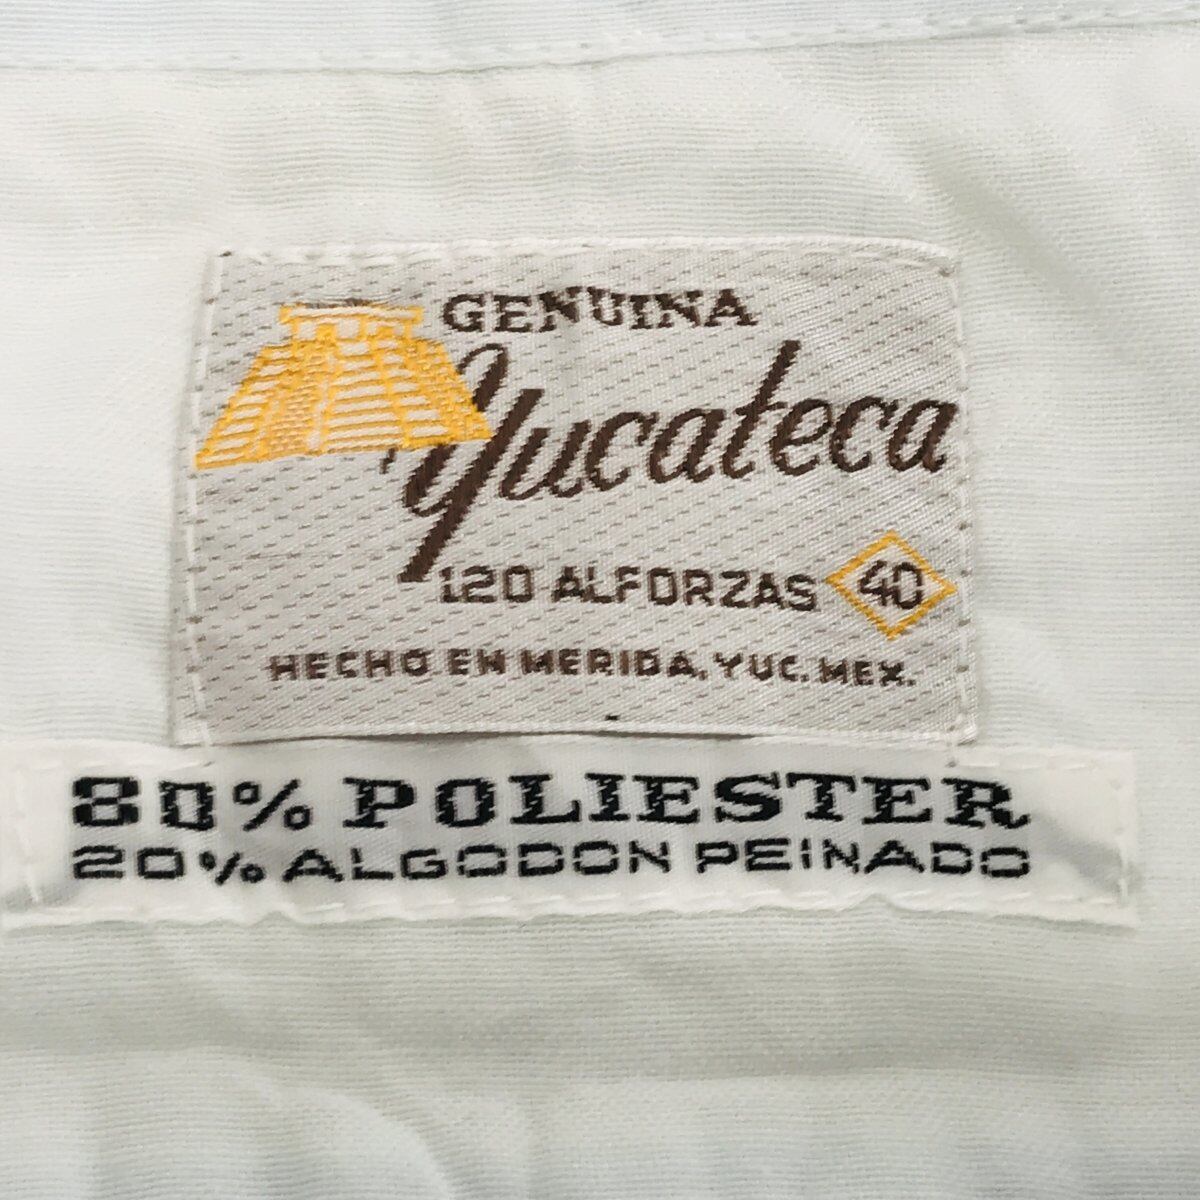 GENUINA
Yucateca
120 ALFORZAS 40
HECHO EN MERIDA, YUC. MEX.
80% POLIESTER
20% ALGODON PEINADO